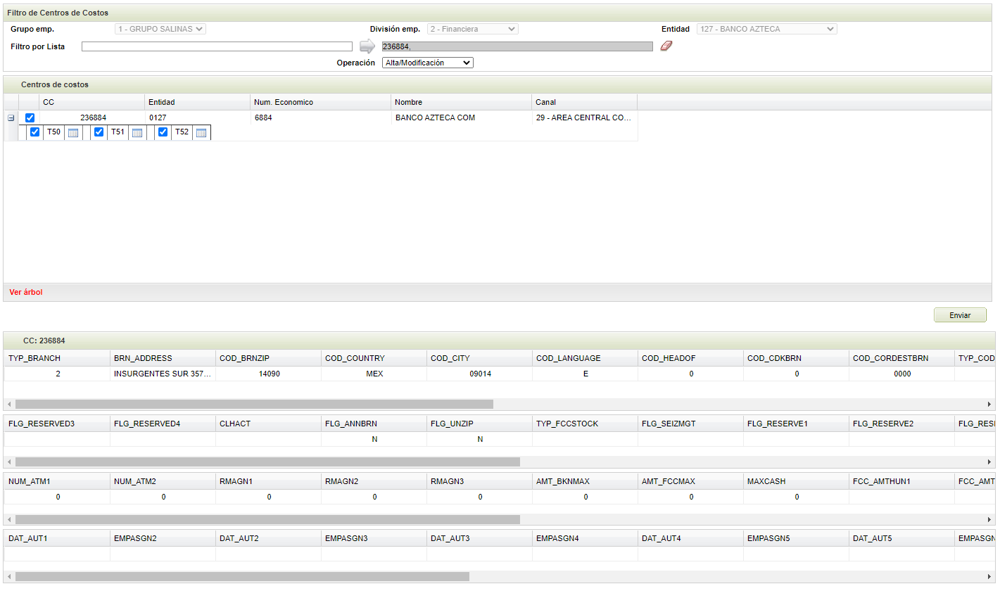 Filtro de Centros de Costos
Grupo emp. 1 - GRUPO SALINAS División emp. 2 - Financiera Entidad 127 - BANCO AZTECA
Filtro por Lista 236884,
Operación Alta/Modificación
Centros de costos
CC Entidad Num. Economico Nombre Canal
236884 0127 6884 BANCO AZTECA COM 29 - AREA CENTRAL CO...
T50 T51 T52
Ver árbol
Enviar
CC: 236884
TYP_BRANCH BRN_ADDRESS COD_BRNZIP COD_COUNTRY COD_CITY COD_LANGUAGE COD_HEADOF COD_CDKBRN COD_CORDESTBRN TYP_COD
2 INSURGENTES SUR 357... 14090 MEX 09014 E 0 0 0000
FLG_RESERVED3 FLG_RESERVED4 CLHACT FLG_ANNBRN FLG_UNZIP TYP_FCCSTOCK FLG_SEIZMGT FLG_RESERVE1 FLG_RESERVE2 FLG_RESI
N N
NUM_ATM1 NUM_ATM2 RMAGN1 RMAGN2 RMAGN3 AMT_BKNMAX AMT_FCCMAX MAXCASH FCC_AMTHUN1 FCC_AMT
0 0 0 0 0 0 0 0
DAT_AUT1 EMPASGN2 DAT_AUT2 EMPASGN3 DAT_AUT3 EMPASGN4 DAT_AUT4 EMPASGN5 DAT_AUT5 EMPASGN